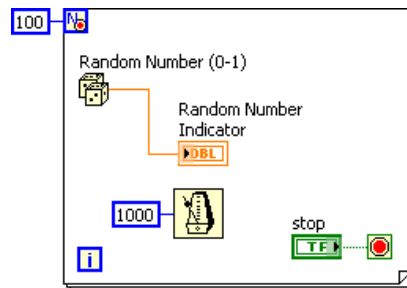 100
N
Random Number (0-1)
Random Number
Indicator
DBL
1000
stop
TF
i